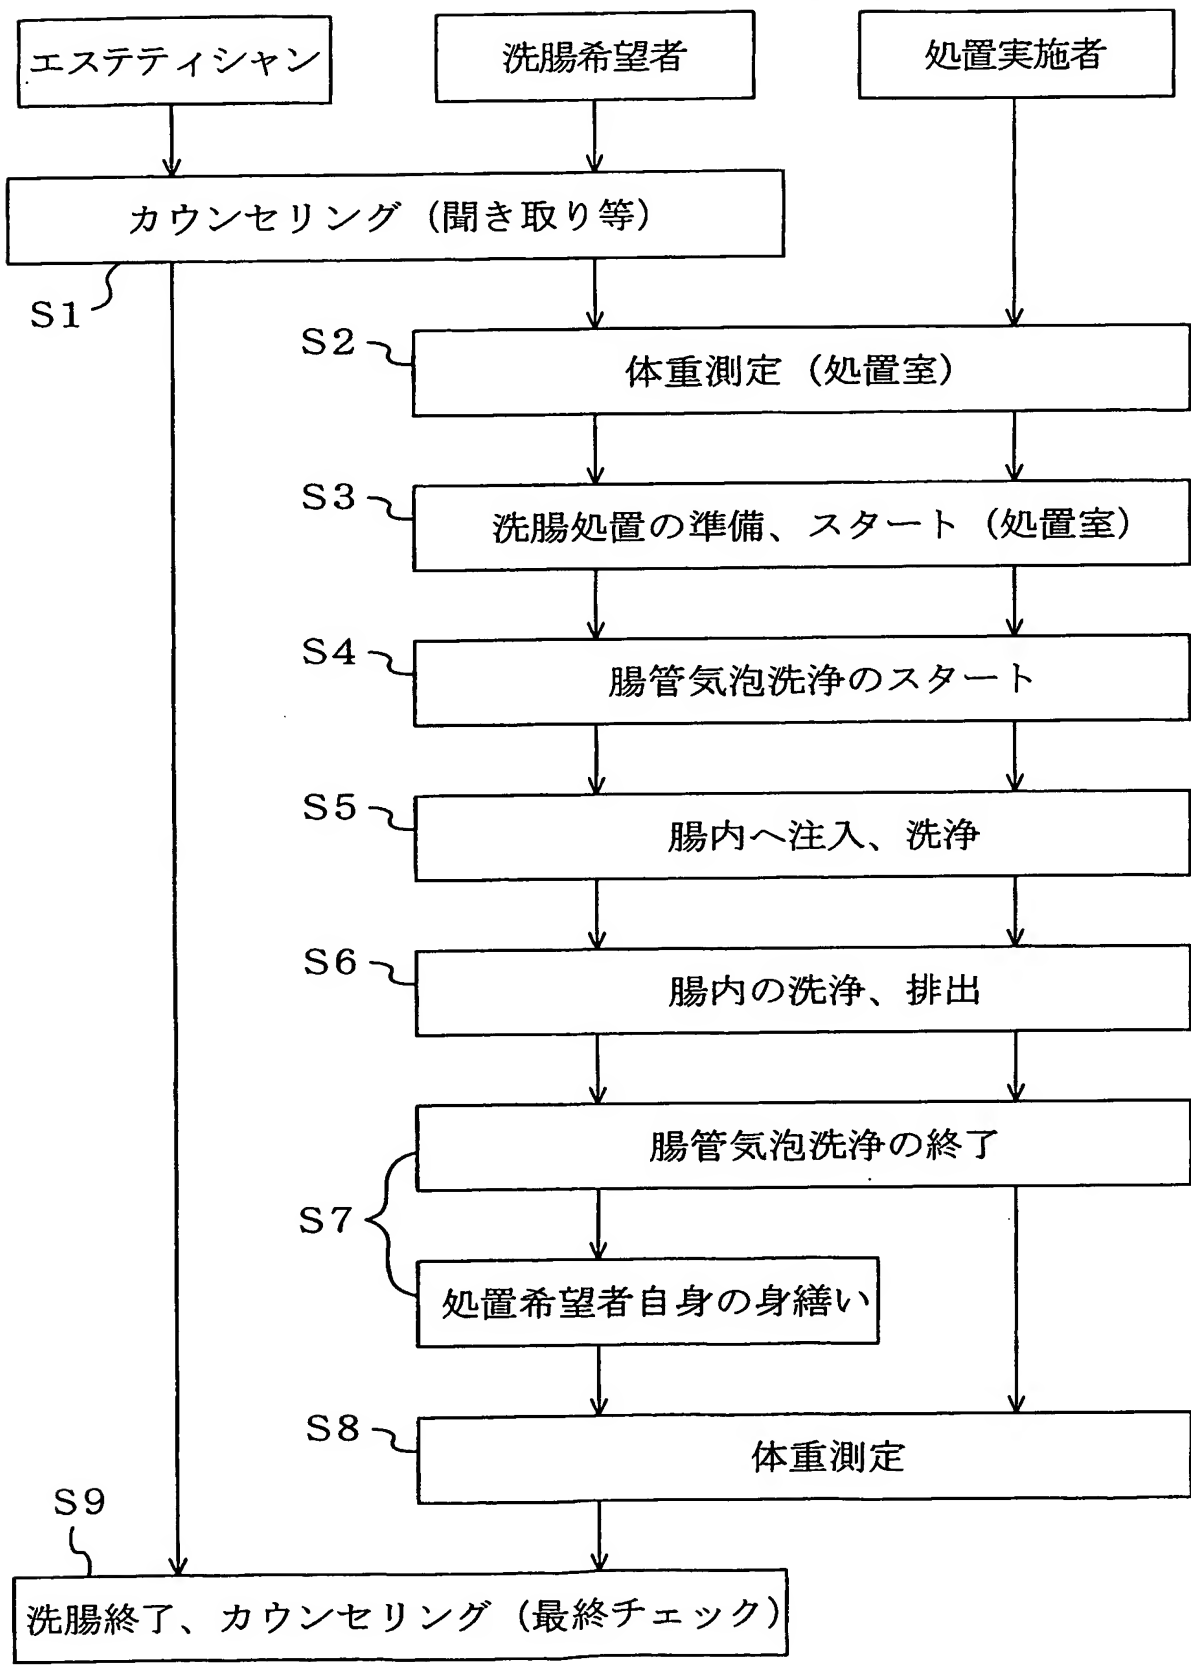 エステティシャン
洗腸希望者
処置実施者
カウンセリング（聞き取り等）
S1
S2
体重測定（処置室）
S3
洗腸処置の準備、スタート（処置室）
S4
腸管気泡洗浄のスタート
S5
腸内へ注入、洗浄
S6
腸内の洗浄、排出
腸管気泡洗浄の終了
S7
処置希望者自身の身繕い
S8
体重測定
S9
洗腸終了、カウンセリング（最終チェック）